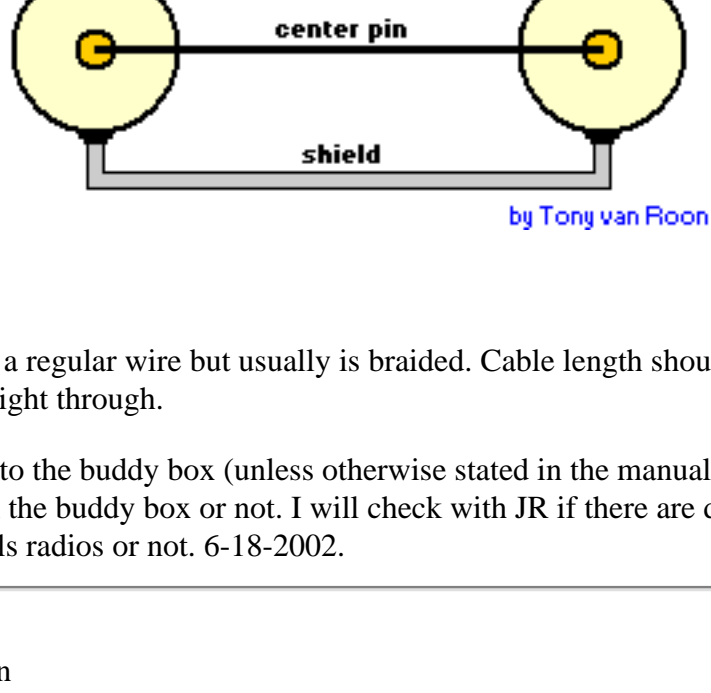 center pin
shield
by Tony van Roon
a regular wire but usually is braided. Cable length shou
ight through.
to the buddy box (unless otherwise stated in the manual
the buddy box or not. I will check with JR if there are
ls radios or not. 6-18-2002.
n